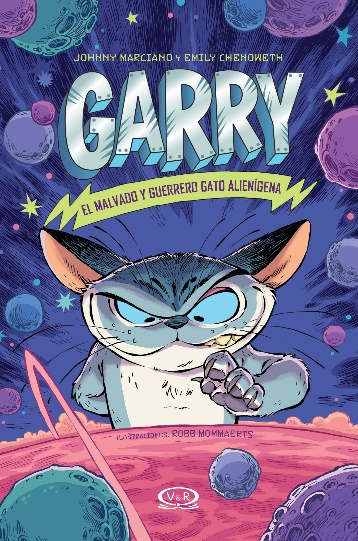 JOHNNY MARCIANO Y EMILY CHENOWETH
GARRY
EL MALVADO Y GUERRERO GATO ALIENÍGENA
ILUSTRACIONES: ROBB MOMMAERTS
V&R